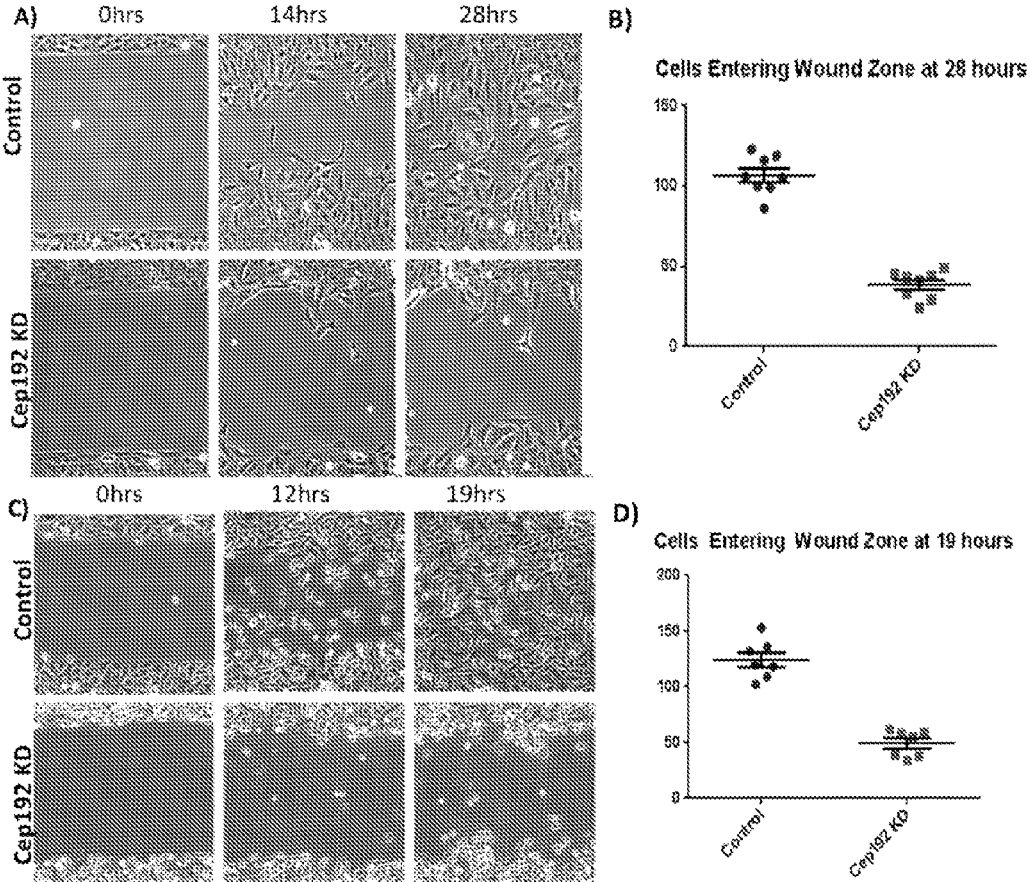 A)
0hrs 14hrs 28hrs
Control
Cep192 KD
B)
Cells Entering Wound Zone at 28 hours
150
100
50
0
Control
Cep192 KD
C)
0hrs 12hrs 19hrs
Control
Cep192 KD
D)
Cells Entering Wound Zone at 19 hours
200
150
100
50
0
Control
Cep192 KD